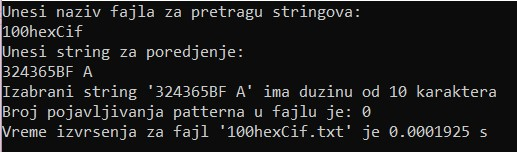 Unesi naziv fajla za pretragu stringova:
100hexCif
Unesi string za poredjenje:
324365BF A
Izabrani string '324365BF A' ima duzinu od 10 karaktera
Broj pojavljivanja patterna u fajlu je: 0
Vreme izvrsenja za fajl '100hexCif.txt' je 0.0001925 s